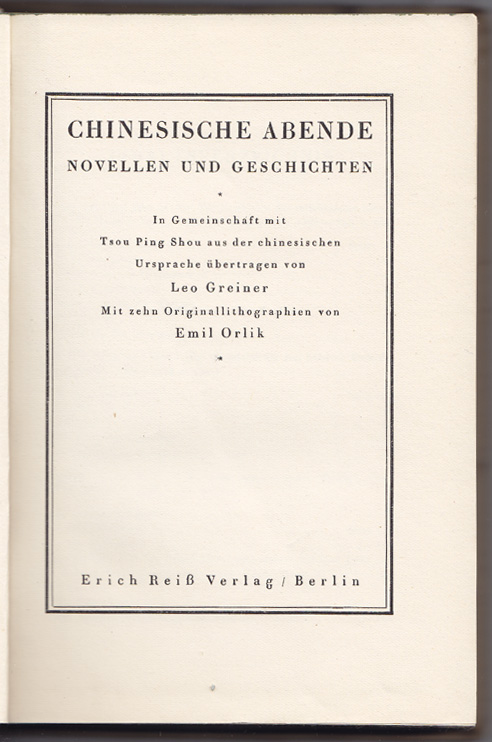 CHINESISCHE ABENDE
NOVELLEN UND GESCHICHTEN
*
In Gemeinschaft mit
Tsou Ping Shou aus der chinesischen
Ursprache übertragen von
Leo Greiner
Mit zehn Originallithographien von
Emil Orlik
*
Erich Reiß Verlag / Berlin